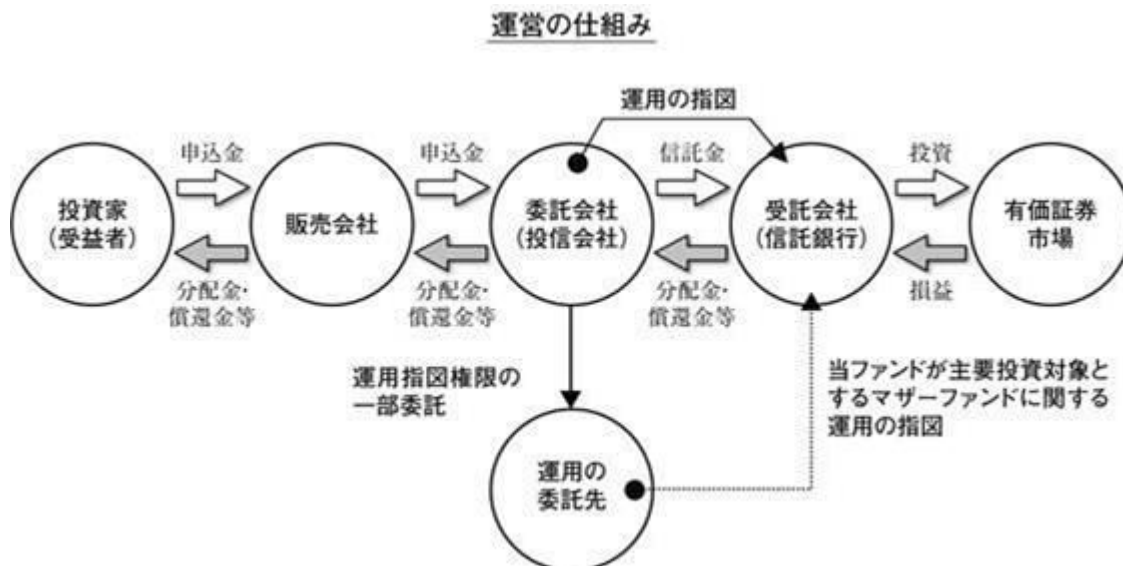 運営の仕組み
運用の指図
申込金
申込金
信託金
投資
投資家
(受益者)
販売会社
委託会社
(投信会社)
受託会社
(信託銀行)
有価証券
市場
分配金・
償還金等
分配金・
償還金等
分配金・
償還金等
損益
運用指図権限の
一部委託
当ファンドが主要投資対象と
するマザーファンドに関する
運用の指図
運用の
委託先